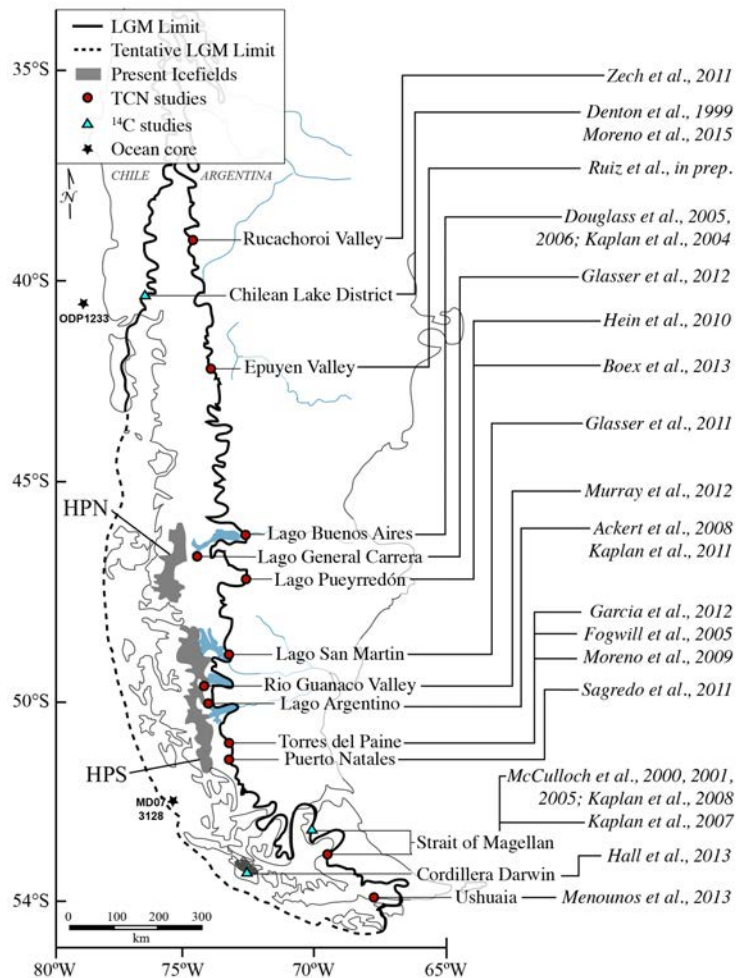 LGM Limit
Tentative LGM Limit
Present Icefields
TCN studies
14C studies
Ocean core
35°S
40°S
45°S
50°S
54°S
N
CHILE
ARGENTINA
ODP1233
HPN
HPS
MD07
3128
Rucachoroi Valley
Chilean Lake District
Epuyen Valley
Lago Buenos Aires
Lago General Carrera
Lago Pueyrredón
Lago San Martin
Rio Guanaco Valley
Lago Argentino
Torres del Paine
Puerto Natales
Strait of Magellan
Cordillera Darwin
Ushuaia
Zech et al., 2011
Denton et al., 1999
Moreno et al., 2015
Ruiz et al., in prep.
Douglass et al., 2005,
2006; Kaplan et al., 2004
Glasser et al., 2012
Hein et al., 2010
Boex et al., 2013
Glasser et al., 2011
Murray et al., 2012
Ackert et al., 2008
Kaplan et al., 2011
Garcia et al., 2012
Fogwill et al., 2005
Moreno et al., 2009
Sagredo et al., 2011
McCulloch et al., 2000, 2001,
2005; Kaplan et al., 2008
Kaplan et al., 2007
Hall et al., 2013
Menounos et al., 2013
0 100 200 300
km
80°W 75°W 70°W 65°W